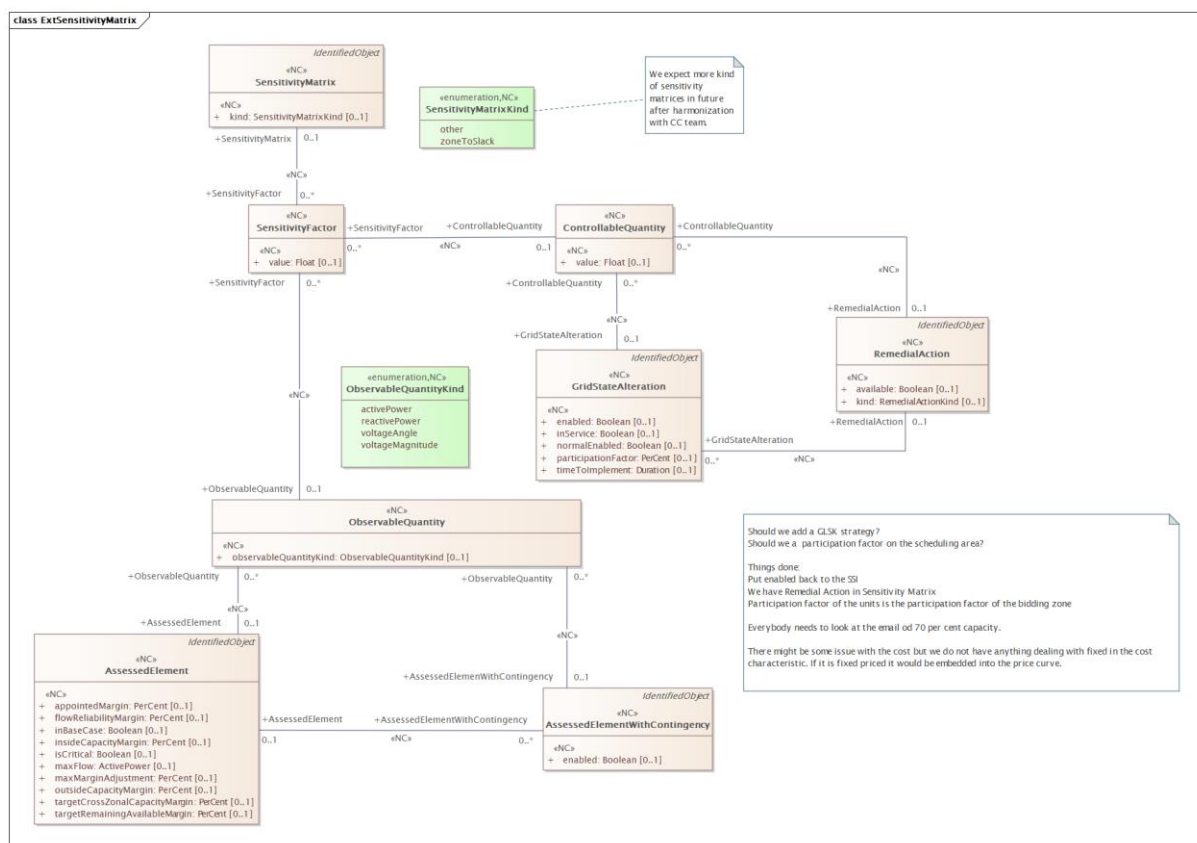 class ExtSensitivityMatrix
IdentifiedObject
«NC»
SensitivityMatrix
«NC»
+ kind: SensitivityMatrixKind [0..1]
+SensitivityMatrix 0..1
«NC»
+SensitivityFactor 0..*
«enumeration,NC»
SensitivityMatrixKind
other
zoneToSlack
We expect more kind
of sensitivity
matrices in future
after harmonization
with CC team.
«NC»
SensitivityFactor
«NC»
+ value: Float [0..1]
+SensitivityFactor
0..*
«NC»
+ControllableQuantity
0..1
«NC»
ControllableQuantity
«NC»
+ value: Float [0..1]
+ControllableQuantity
0..*
«NC»
+RemedialAction 0..1
+SensitivityFactor 0..*
+ControllableQuantity 0..*
«NC»
+GridStateAlteration 0..1
IdentifiedObject
«NC»
RemedialAction
«NC»
+ available: Boolean [0..1]
+ kind: RemedialActionKind [0..1]
+RemedialAction 0..1
IdentifiedObject
«NC»
GridStateAlteration
«NC»
+ enabled: Boolean [0..1]
+ inService: Boolean [0..1]
+ normalEnabled: Boolean [0..1]
+ participationFactor: PerCent [0..1]
+ timeToImplement: Duration [0..1]
+GridStateAlteration
0..*
«NC»
«enumeration,NC»
ObservableQuantityKind
activePower
reactivePower
voltageAngle
voltageMagnitude
«NC»
+ObservableQuantity 0..1
«NC»
ObservableQuantity
«NC»
+ observableQuantityKind: ObservableQuantityKind [0..1]
+ObservableQuantity 0..*
«NC»
+AssessedElement 0..1
+ObservableQuantity 0..*
«NC»
+AssessedElemenWithContingency 0..1
Should we add a GLSK strategy?
Should we a participation factor on the scheduling area?
Things done:
Put enabled back to the SSI
We have Remedial Action in Sensitivity Matrix
Participation factor of the units is the participation factor of the bidding zone
Everybody needs to look at the email od 70 per cent capacity.
There might be some issue with the cost but we do not have anything dealing with fixed in the cost
characteristic. If it is fixed priced it would be embedded into the price curve.
IdentifiedObject
«NC»
AssessedElement
«NC»
+ appointedMargin: PerCent [0..1]
+ flowReliabilityMargin: PerCent [0..1]
+ inBaseCase: Boolean [0..1]
+ insideCapacityMargin: PerCent [0..1]
+ isCritical: Boolean [0..1]
+ maxFlow: ActivePower [0..1]
+ maxMarginAdjustment: PerCent [0..1]
+ outsideCapacityMargin: PerCent [0..1]
+ targetCrossZonalCapacityMargin: PerCent [0..1]
+ targetRemainingAvailableMargin: PerCent [0..1]
+AssessedElement
0..1
«NC»
+AssessedElementWithContingency
0..*
IdentifiedObject
«NC»
AssessedElementWithContingency
«NC»
+ enabled: Boolean [0..1]